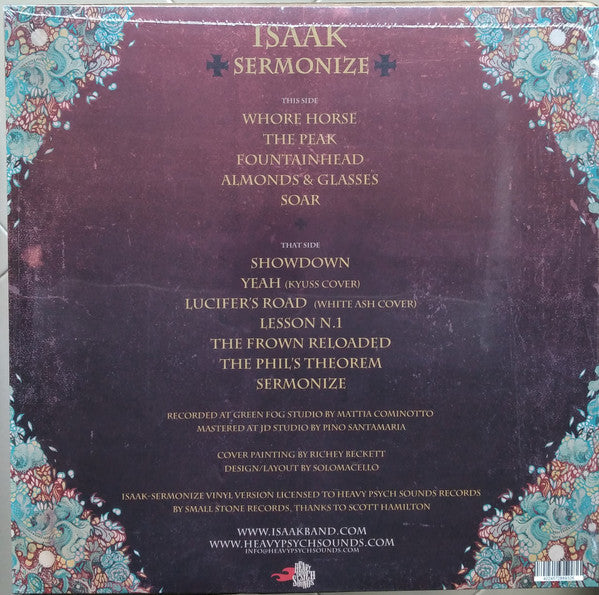 ISAAK
SERMONIZE
THIS SIDE
WHORE HORSE
THE PEAK
FOUNTAINHEAD
ALMONDS & GLASSES
SOAR
THAT SIDE
SHOWDOWN
YEAH (KYUSS COVER)
LUCIFER'S ROAD (WHITE ASH COVER)
LESSON N.1
THE FROWN RELOADED
THE PHIL'S THEOREM
SERMONIZE
RECORDED AT GREEN FOG STUDIO BY MATTIA COMINOTTO
MASTERED AT JD STUDIO BY PINO SANTAMARIA
COVER PAINTING BY RICHEY BECKETT
DESIGN/LAYOUT BY SOLOMACELLO
ISAAK-SERMONIZE VINYL VERSION LICENSED TO HEAVY PSYCH SOUNDS RECORDS
BY SMALL STONE RECORDS, THANKS TO SCOTT HAMILTON
WWW.ISAAKBAND.COM
WWW.HEAVYPSYCHSOUNDS.COM
INFO@HEAVYPSYCHSOUNDS.COM
HEAVY
PSYCH
SOUNDS